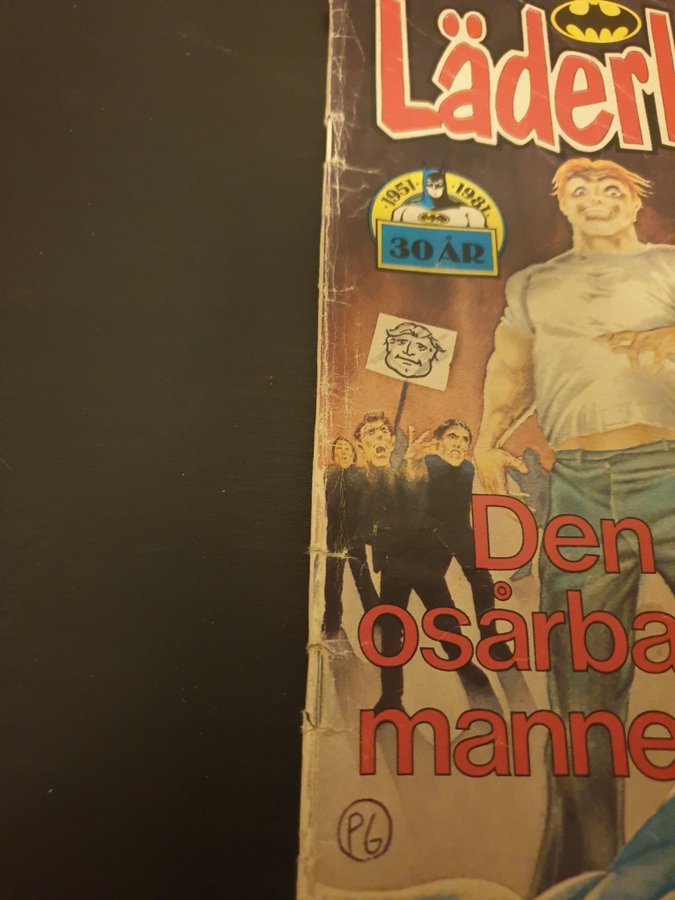 Läderl
1951 1981
30 ÅR
Den
osårba
manne
PG